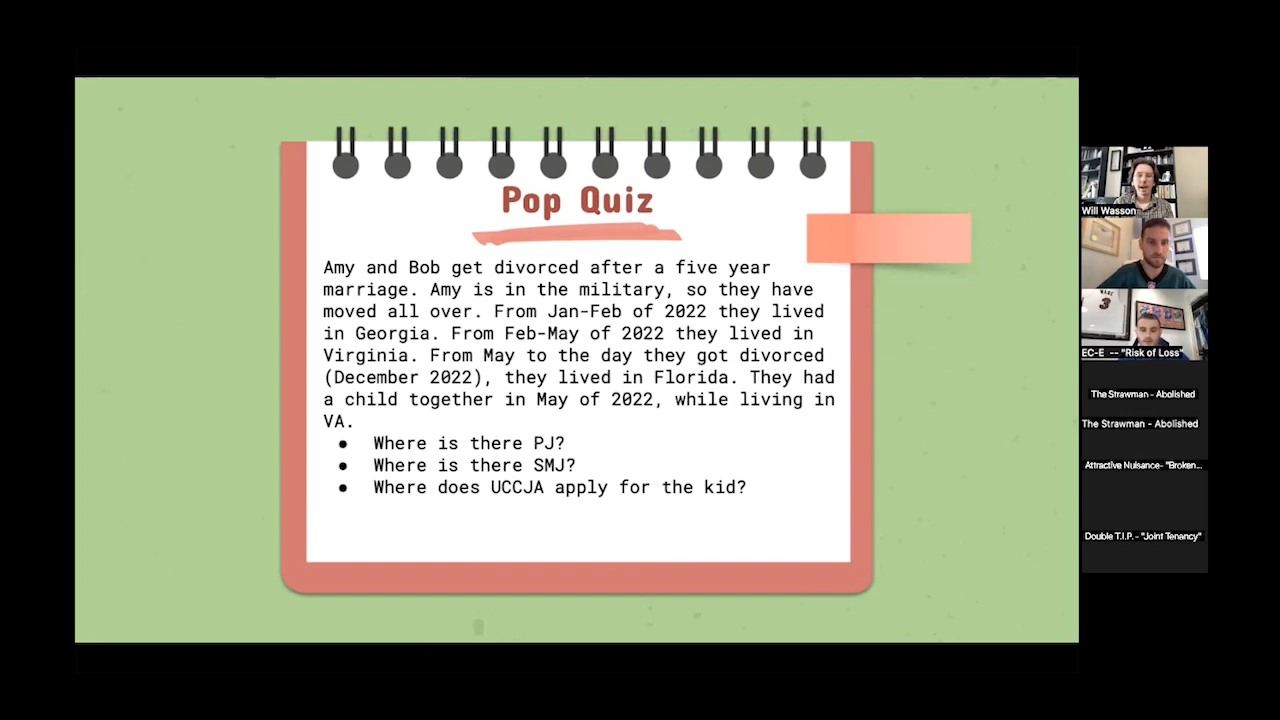 Pop Quiz
Amy and Bob get divorced after a five year
marriage. Amy is in the military, so they have
moved all over. From Jan-Feb of 2022 they lived
in Georgia. From Feb-May of 2022 they lived in
Virginia. From May to the day they got divorced
(December 2022), they lived in Florida. They had
a child together in May of 2022, while living in
VA.
● Where is there PJ?
● Where is there SMJ?
● Where does UCCJA apply for the kid?
Will Wasson
WADE
3
EC-E -- "Risk of Loss"
The Strawman - Abolished
The Strawman - Abolished
Attractive Nuisance- "Broken...
Double T.I.P. - "Joint Tenancy"